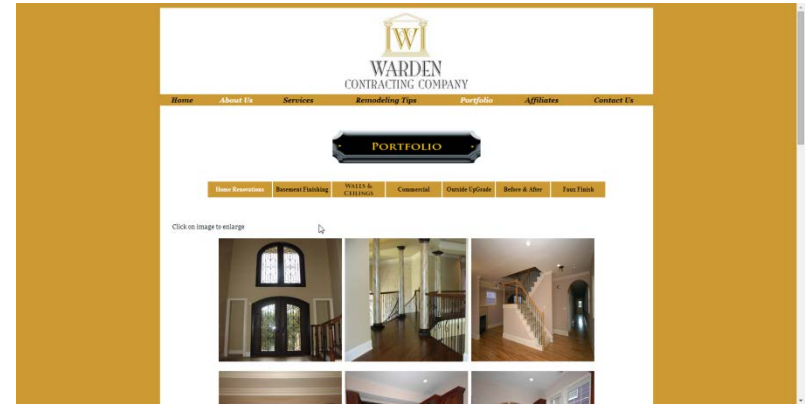 W
WARDEN
CONTRACTING COMPANY
Home About Us Services Remodeling Tips Portfolio Affiliates Contact Us
PORTFOLIO
Home Renovations Basement Finishing WALLS & CEILINGS Commercial Outside UpGrade Before & After Faux Finish
Click on image to enlarge